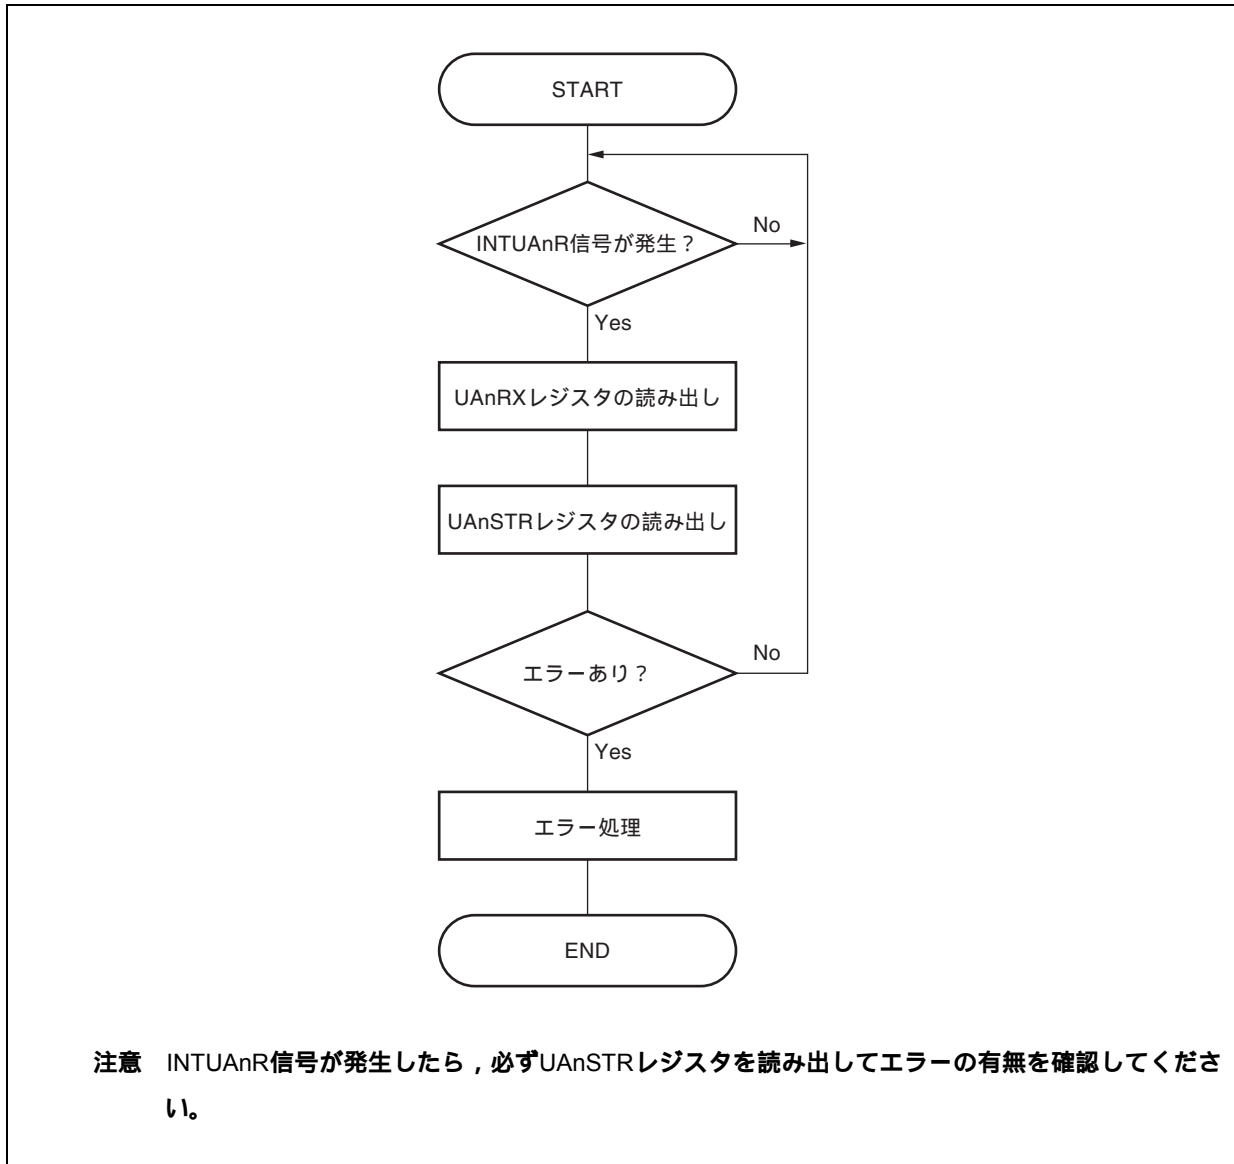 START
INTUAnR信号が発生？
No
Yes
UAnRXレジスタの読み出し
UAnSTRレジスタの読み出し
エラーあり？
No
Yes
エラー処理
END
注意　INTUAnR信号が発生したら，必ずUAnSTRレジスタを読み出してエラーの有無を確認してくださ
い。